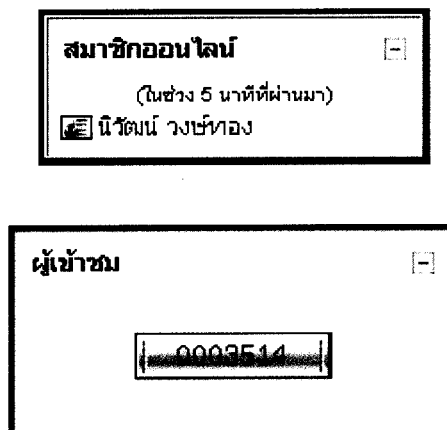 สมาชิกออนไลน์
(ในช่วง 5 นาทีที่ผ่านมา)
นิวัฒน์ วงษ์ทอง
ผู้เข้าชม
0003514